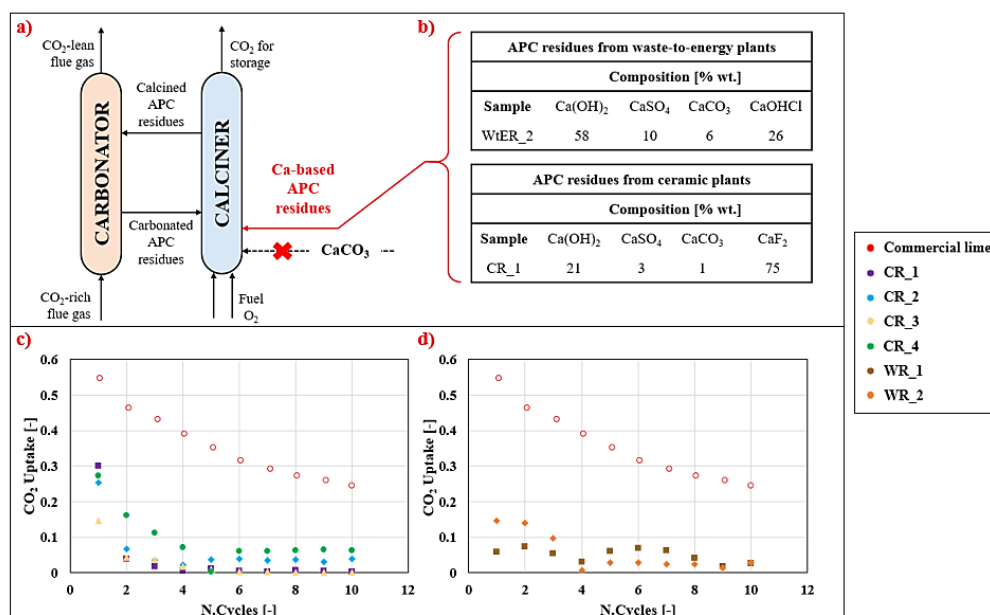 a)
CO2-lean
flue gas
CO2 for
storage
CARBONATOR
CALCINER
Calcined
APC
residues
Carbonated
APC
residues
Ca-based
APC
residues
CaCO3
CO2-rich
flue gas
Fuel
O2
b)
APC residues from waste-to-energy plants
Composition [% wt.]
Sample Ca(OH)2 CaSO4 CaCO3 CaOHCl
WtER_2 58 10 6 26
APC residues from ceramic plants
Composition [% wt.]
Sample Ca(OH)2 CaSO4 CaCO3 CaF2
CR_1 21 3 1 75
Commercial lime
CR_1
CR_2
CR_3
CR_4
WR_1
WR_2
c)
0.6
0.5
0.4
0.3
0.2
0.1
0
CO2 Uptake [-]
0 2 4 6 8 10 12
N.Cycles [-]
d)
0.6
0.5
0.4
0.3
0.2
0.1
0
CO2 Uptake [-]
0 2 4 6 8 10 12
N.Cycles [-]